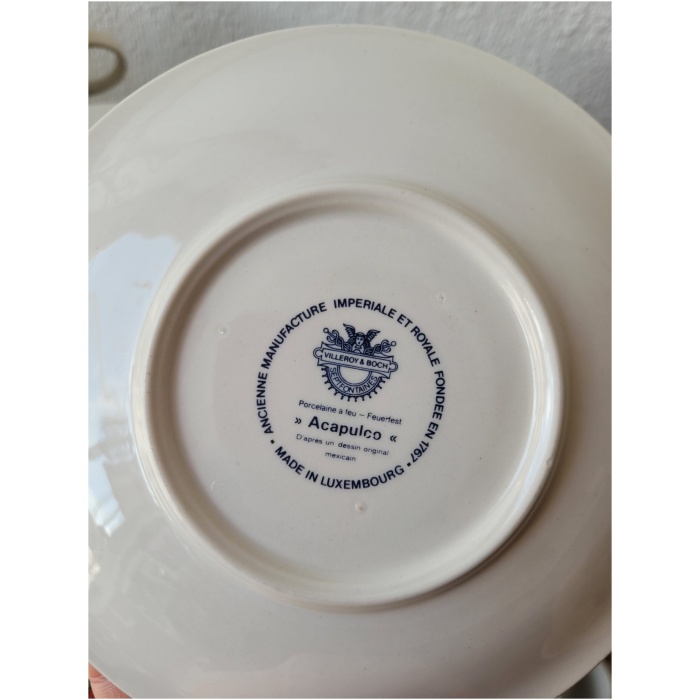 ANCIENNE MANUFACTURE IMPERIALE ET ROYALE FONDEE EN 1767 •
VILLEROY & BOCH
SEPTFONTAINES
Porcelaine à feu – Feuerfest
» Acapulco «
D'après un dessin original
mexicain
• MADE IN LUXEMBOURG •